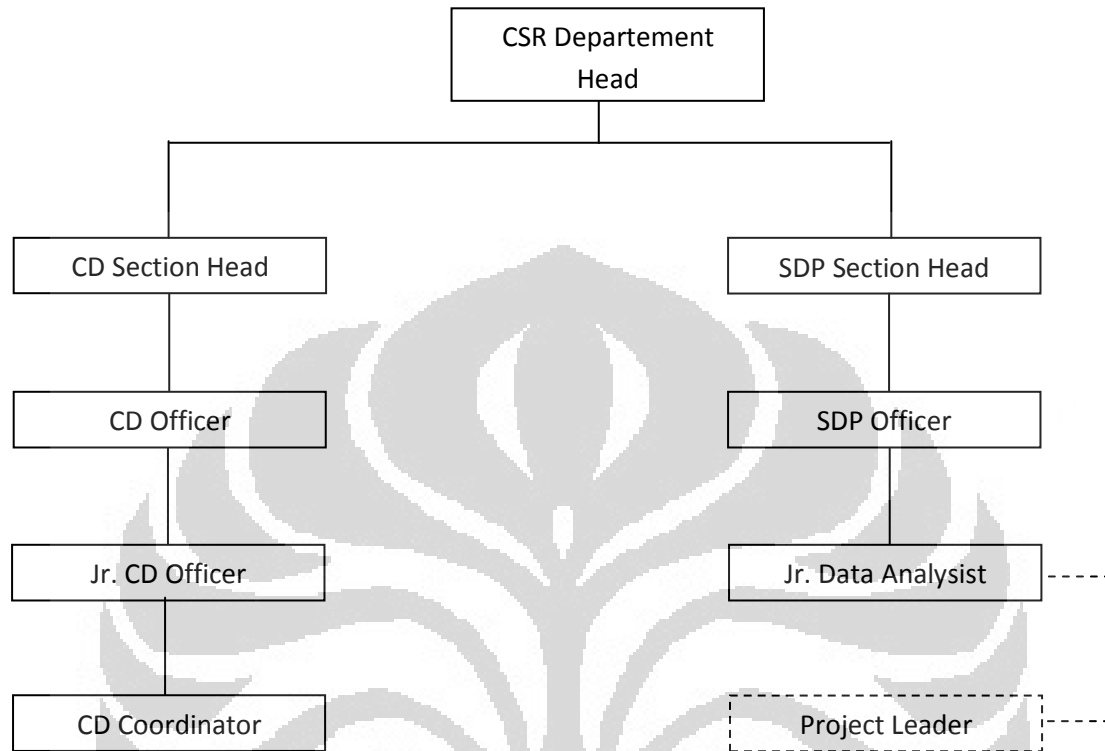 CSR Departement
Head
CD Section Head
SDP Section Head
CD Officer
SDP Officer
Jr. CD Officer
Jr. Data Analysist
CD Coordinator
Project Leader